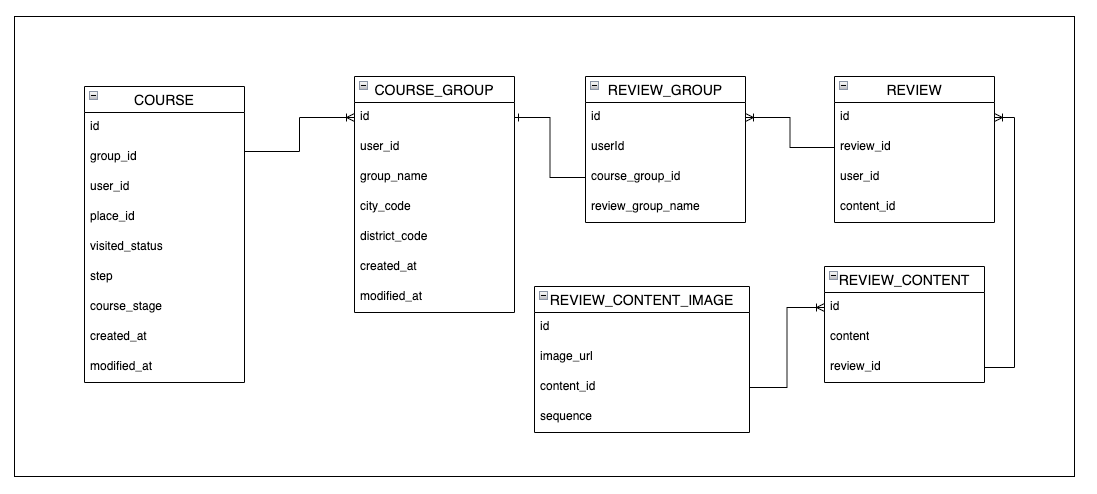 COURSE
id
group_id
user_id
place_id
visited_status
step
course_stage
created_at
modified_at
COURSE_GROUP
id
user_id
group_name
city_code
district_code
created_at
modified_at
REVIEW_GROUP
id
userId
course_group_id
review_group_name
REVIEW
id
review_id
user_id
content_id
REVIEW_CONTENT_IMAGE
id
image_url
content_id
sequence
REVIEW_CONTENT
id
content
review_id